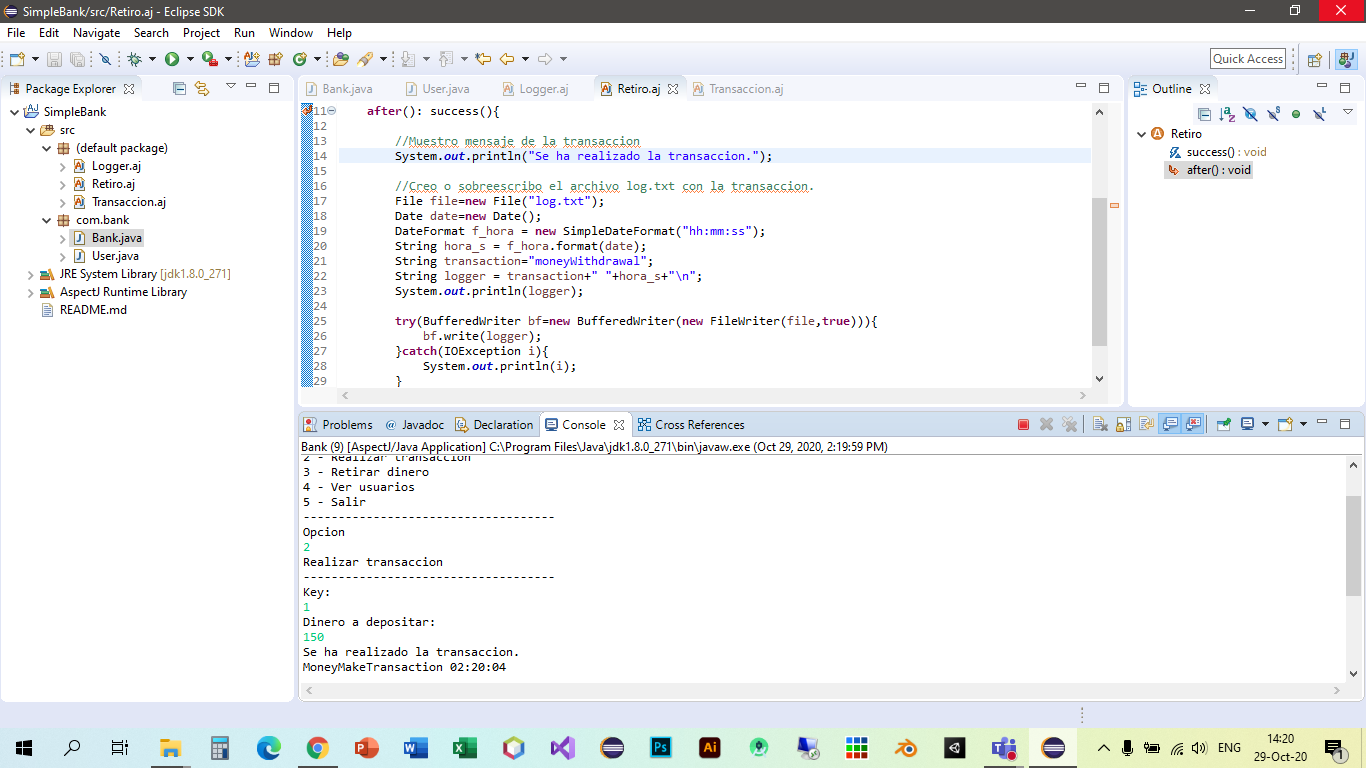 SimpleBank/src/Retiro.aj - Eclipse SDK
File Edit Navigate Search Project Run Window Help
Quick Access
Package Explorer
SimpleBank
src
(default package)
Logger.aj
Retiro.aj
Transaccion.aj
com.bank
Bank.java
User.java
JRE System Library [jdk1.8.0_271]
AspectJ Runtime Library
README.md
Bank.java User.java Logger.aj Retiro.aj Transaccion.aj
11 after(): success(){
12
13 //Muestro mensaje de la transaccion
14 System.out.println("Se ha realizado la transaccion.");
15
16 //Creo o sobreescribo el archivo log.txt con la transaccion.
17 File file=new File("log.txt");
18 Date date=new Date();
19 DateFormat f_hora = new SimpleDateFormat("hh:mm:ss");
20 String hora_s = f_hora.format(date);
21 String transaction="moneyWithdrawal";
22 String logger = transaction+" "+hora_s+"\n";
23 System.out.println(logger);
24
25 try(BufferedWriter bf=new BufferedWriter(new FileWriter(file,true))){
26 bf.write(logger);
27 }catch(IOException i){
28 System.out.println(i);
29 }
Outline
Retiro
success() : void
after() : void
Problems @ Javadoc Declaration Console Cross References
Bank (9) [AspectJ/Java Application] C:\Program Files\Java\jdk1.8.0_271\bin\javaw.exe (Oct 29, 2020, 2:19:59 PM)
2 - Realizar transaccion
3 - Retirar dinero
4 - Ver usuarios
5 - Salir
------------------------------------
Opcion
2
Realizar transaccion
------------------------------------
Key:
1
Dinero a depositar:
150
Se ha realizado la transaccion.
MoneyMakeTransaction 02:20:04
ENG
14:20
29-Oct-20
1